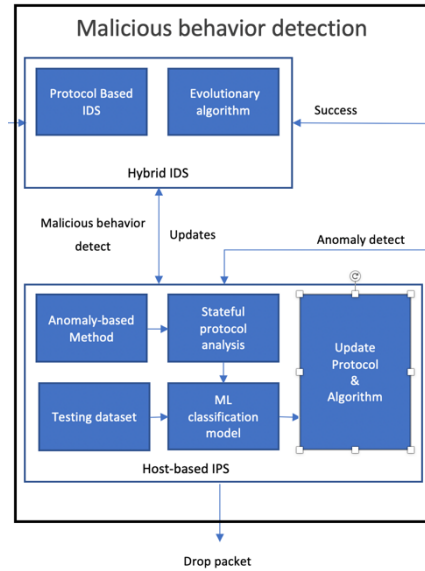 Malicious behavior detection
Protocol Based
IDS
Evolutionary
algorithm
Success
Hybrid IDS
Malicious behavior
detect
Updates
Anomaly detect
Anomaly-based
Method
Stateful
protocol
analysis
Update
Protocol
&
Algorithm
Testing dataset
ML
classification
model
Host-based IPS
Drop packet